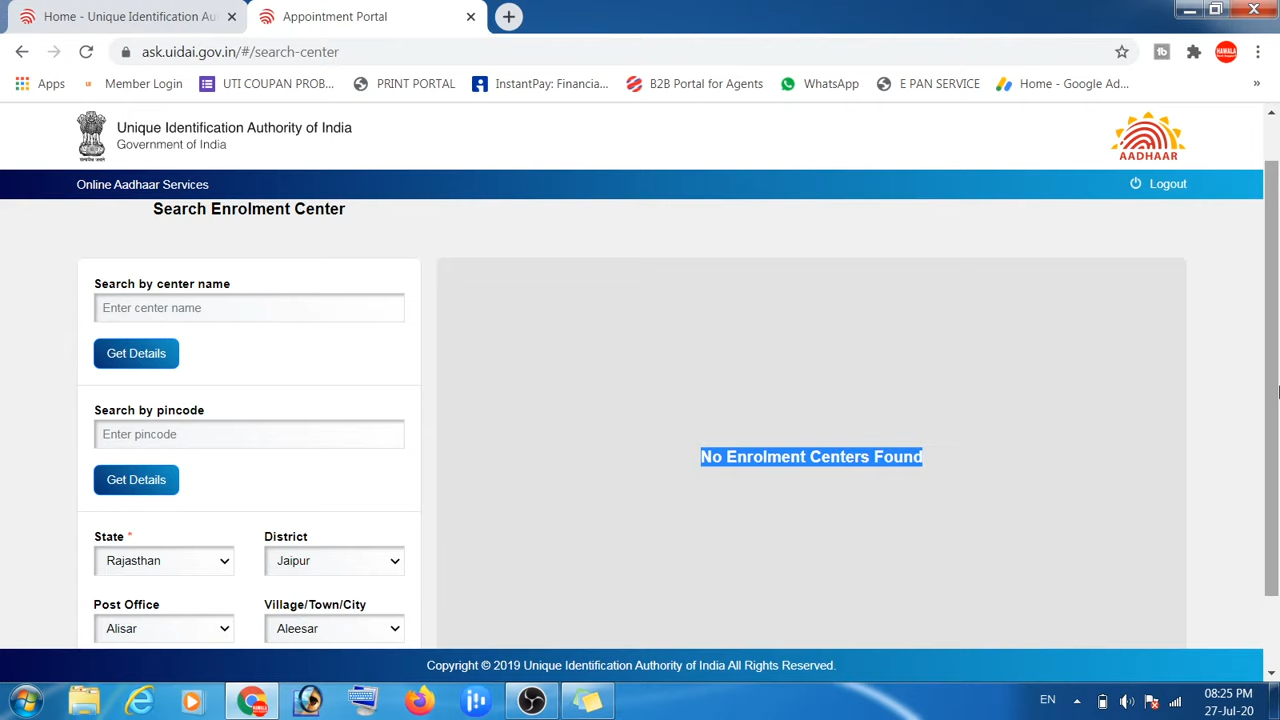 Home - Unique Identification Au
Appointment Portal
ask.uidai.gov.in/#/search-center
Apps
Member Login
UTI COUPAN PROB...
PRINT PORTAL
InstantPay: Financia...
B2B Portal for Agents
WhatsApp
E PAN SERVICE
Home - Google Ad...
»
Unique Identification Authority of India
Government of India
AADHAAR
Online Aadhaar Services
Logout
Search Enrolment Center
Search by center name
Enter center name
Get Details
Search by pincode
Enter pincode
Get Details
No Enrolment Centers Found
State *
District
Rajasthan
Jaipur
Post Office
Village/Town/City
Alisar
Aleesar
Copyright © 2019 Unique Identification Authority of India All Rights Reserved.
EN
08:25 PM
27-Jul-20